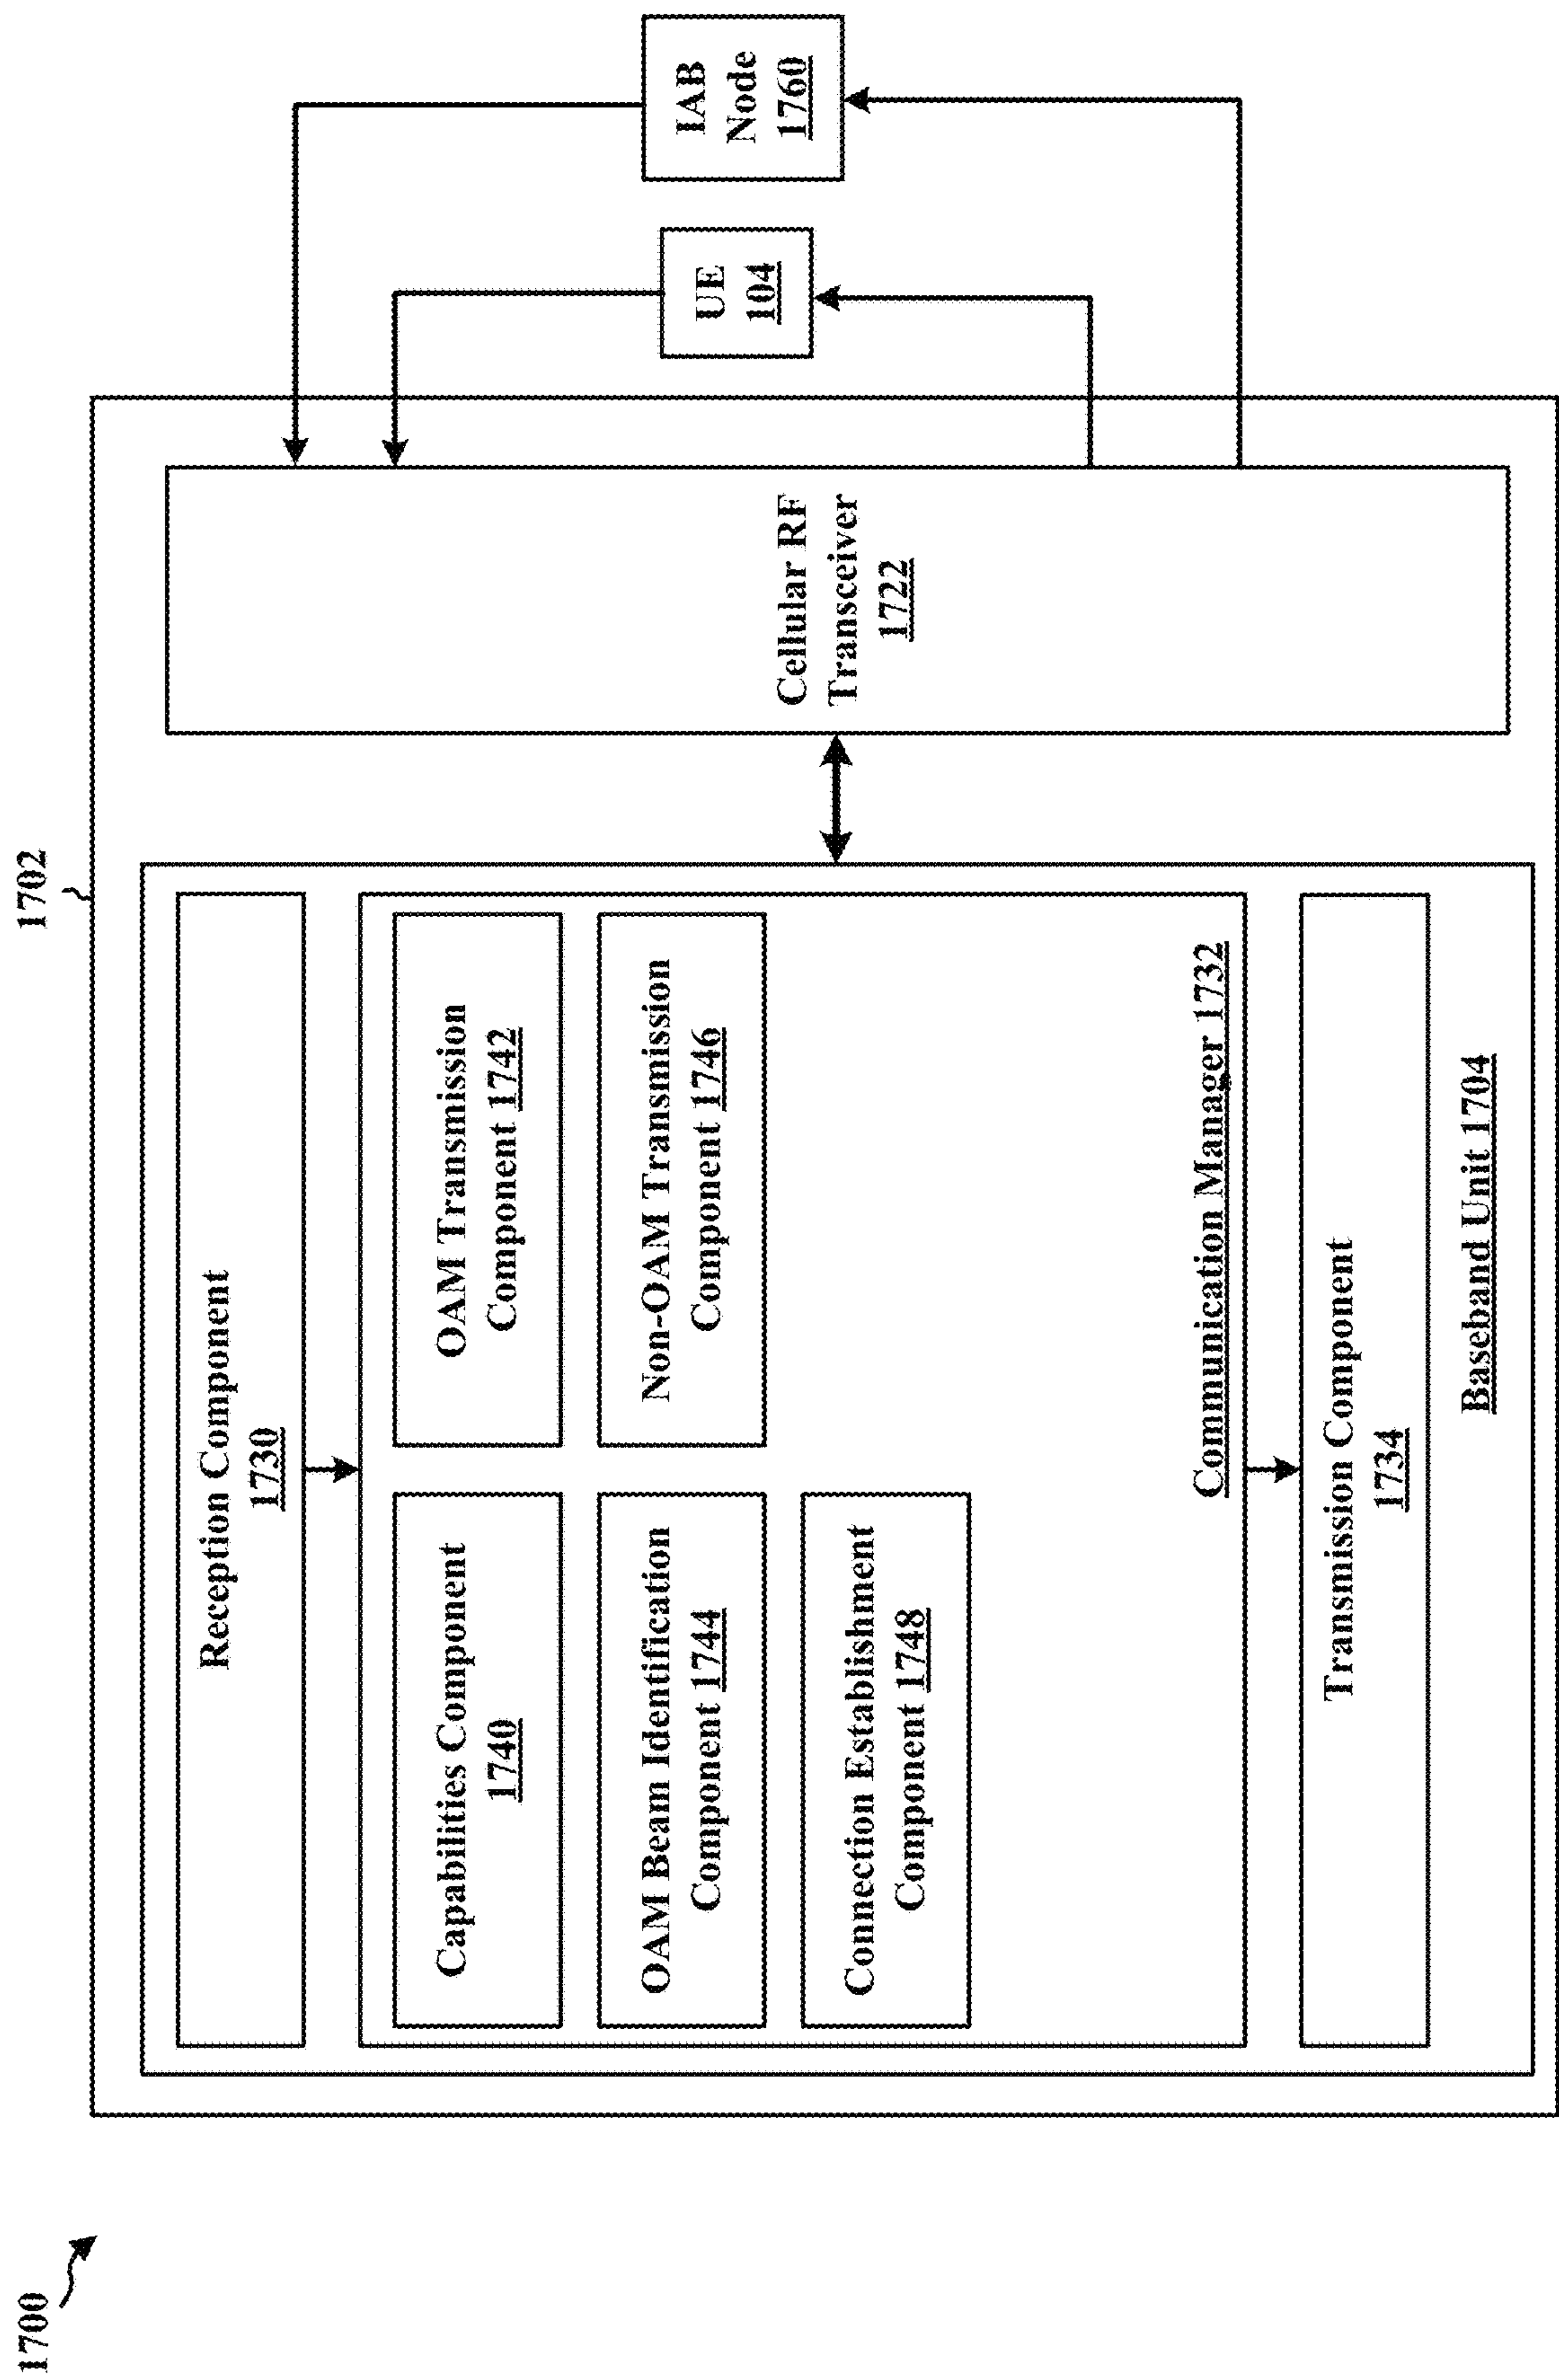 1700
1702
Reception Component
1730
Capabilities Component
1740
OAM Transmission
Component 1742
OAM Beam Identification
Component 1744
Non-OAM Transmission
Component 1746
Connection Establishment
Component 1748
Communication Manager 1732
Transmission Component
1734
Baseband Unit 1704
Cellular RF
Transceiver
1722
UE
104
IAB
Node
1760